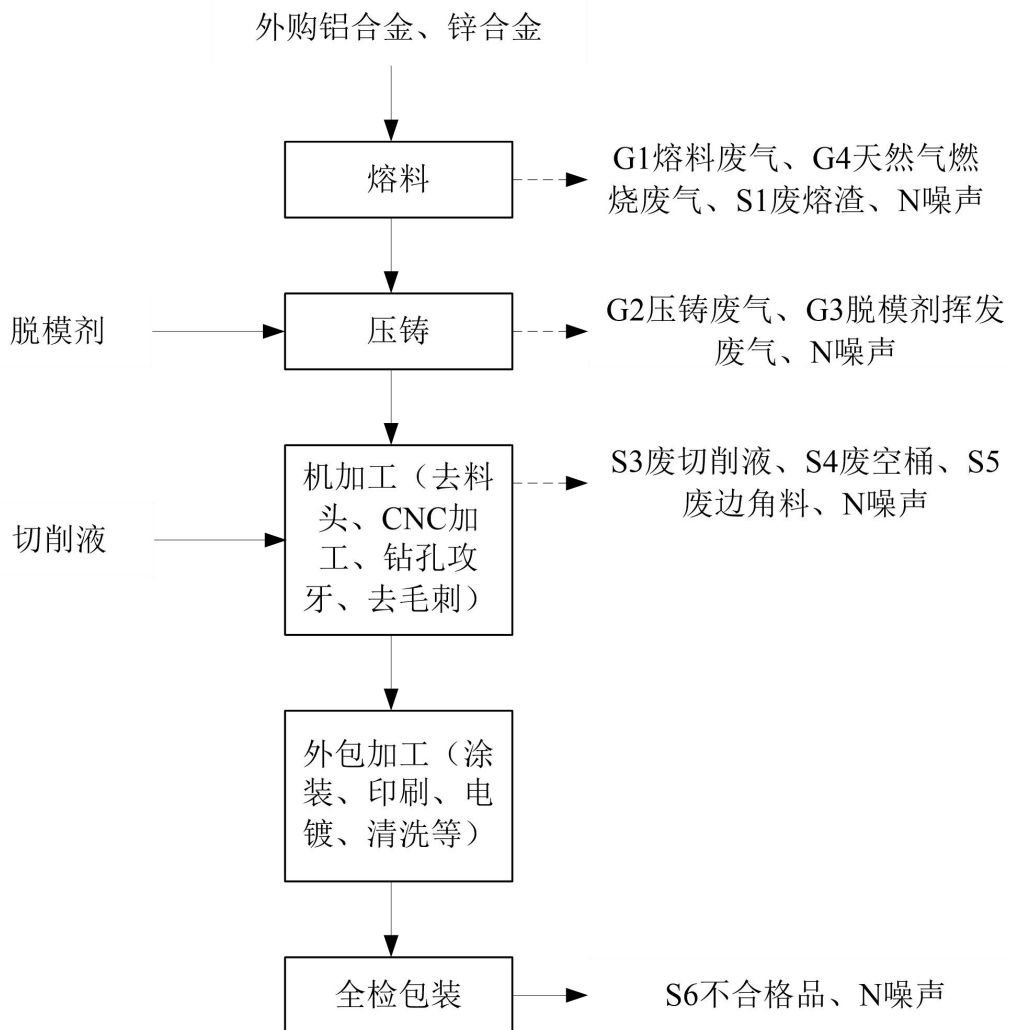 外购铝合金、锌合金
熔料
G1熔料废气、G4天然气燃
烧废气、S1废熔渣、N噪声
脱模剂
压铸
G2压铸废气、G3脱模剂挥发
废气、N噪声
切削液
机加工（去料
头、CNC加
工、钻孔攻
牙、去毛刺）
S3废切削液、S4废空桶、S5
废边角料、N噪声
外包加工（涂
装、印刷、电
镀、清洗等）
全检包装
S6不合格品、N噪声